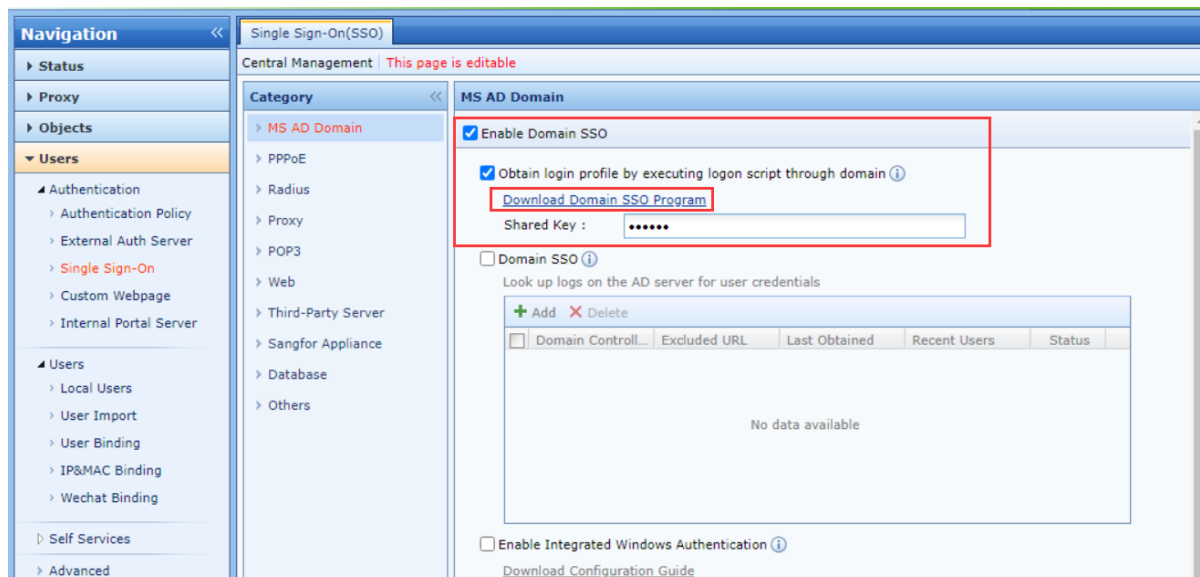 Navigation
Status
Proxy
Objects
Users
Authentication
Authentication Policy
External Auth Server
Single Sign-On
Custom Webpage
Internal Portal Server
Users
Local Users
User Import
User Binding
IP&MAC Binding
Wechat Binding
Self Services
Advanced
Single Sign-On(SSO)
Central Management This page is editable
Category
MS AD Domain
PPPoE
Radius
Proxy
POP3
Web
Third-Party Server
Sangfor Appliance
Database
Others
MS AD Domain
Enable Domain SSO
Obtain login profile by executing logon script through domain
Download Domain SSO Program
Shared Key : ••••••
Domain SSO
Look up logs on the AD server for user credentials
Add Delete
Domain Controll... Excluded URL Last Obtained Recent Users Status
No data available
Enable Integrated Windows Authentication
Download Configuration Guide